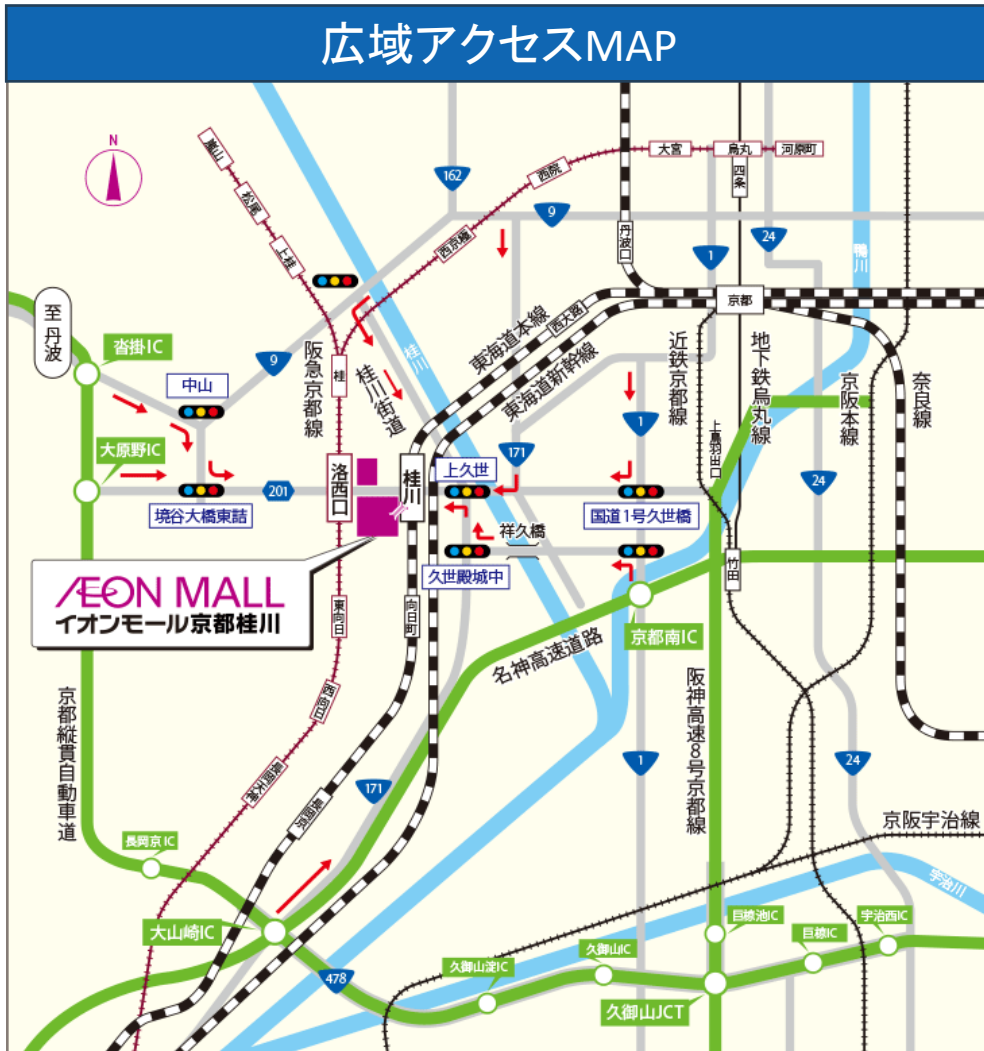 広域アクセスMAP
N
嵐山
松尾
上桂
162
西院
大宮
烏丸
河原町
四条
9
西京極
丹波口
1
24
鴨川
至丹波
京都
西大路
東海道本線
東海道新幹線
桂川
沓掛IC
9
阪急京都線
桂
桂川街道
近鉄京都線
地下鉄烏丸線
京阪本線
奈良線
中山
1
上鳥羽出口
大原野IC
171
上久世
洛西口
桂川
201
境谷大橋東詰
国道1号久世橋
24
祥久橋
久世殿城中
竹田
ÆON MALL
イオンモール京都桂川
東向日
向日町
京都南IC
名神高速道路
西向日
京都縦貫自動車道
阪神高速8号京都線
長岡天神
長岡京
171
1
24
京阪宇治線
長岡京IC
宇治川
大山崎IC
巨椋池IC
宇治西IC
巨椋IC
久御山IC
久御山淀IC
478
久御山JCT